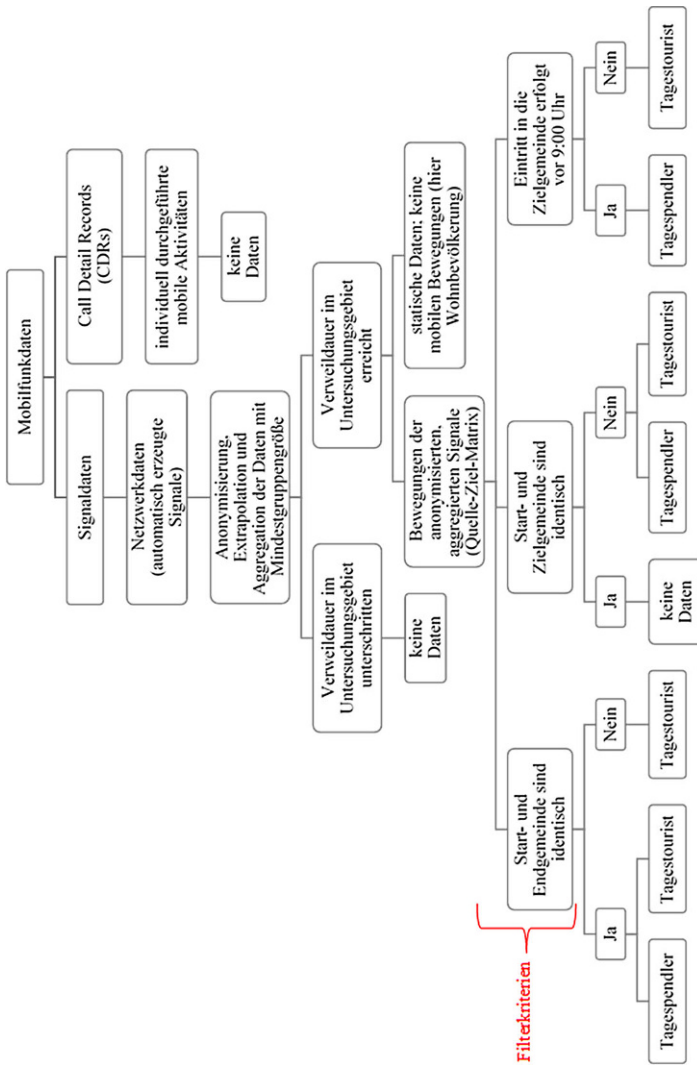 Mobilfunkdaten
Signaldaten
Call Detail Records
(CDRs)
Netzwerkdaten
(automatisch erzeugte
Signale)
individuell durchgeführte
mobile Aktivitäten
Anonymisierung,
Extrapolation und
Aggregation der Daten mit
Mindestgruppengröße
keine
Daten
Verweildauer im
Untersuchungsgebiet
unterschritten
Verweildauer im
Untersuchungsgebiet
erreicht
keine
Daten
Bewegungen der
anonymisierten,
aggregierten Signale
(Quelle-Ziel-Matrix)
statische Daten: keine
mobilen Bewegungen (hier
Wohnbevölkerung)
Filterkriterien
Start- und
Endgemeinde sind
identisch
Start- und
Zielgemeinde sind
identisch
Eintritt in die
Zielgemeinde erfolgt
vor 9:00 Uhr
Ja
Nein
Ja
Nein
Ja
Nein
Tagespendler
Tagestourist
Tagestourist
keine
Daten
Tagespendler
Tagestourist
Tagespendler
Tagestourist